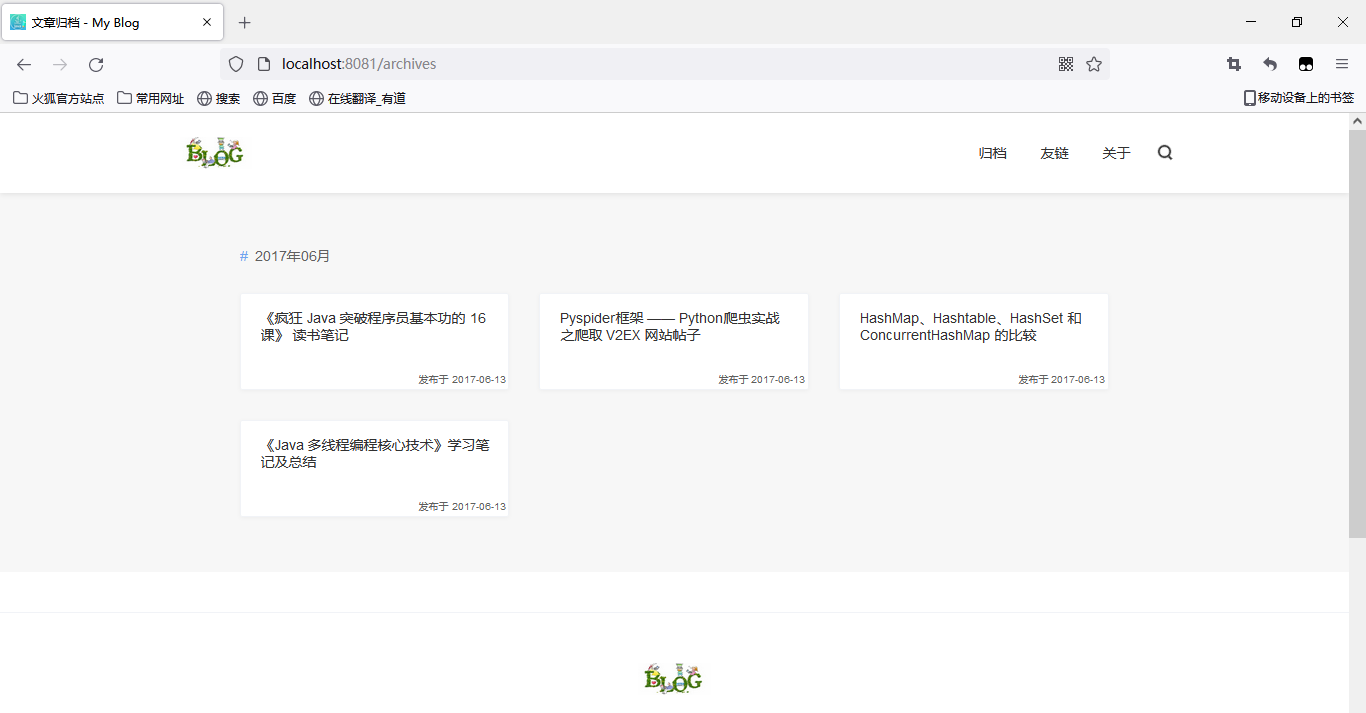 文章归档 - My Blog
localhost:8081/archives
火狐官方站点 常用网址 搜索 百度 在线翻译_有道 移动设备上的书签
BLOG 归档 友链 关于
# 2017年06月
《疯狂 Java 突破程序员基本功的 16
课》 读书笔记
发布于 2017-06-13
Pyspider框架 —— Python爬虫实战
之爬取 V2EX 网站帖子
发布于 2017-06-13
HashMap、Hashtable、HashSet 和
ConcurrentHashMap 的比较
发布于 2017-06-13
《Java 多线程编程核心技术》学习笔
记及总结
发布于 2017-06-13
BLOG